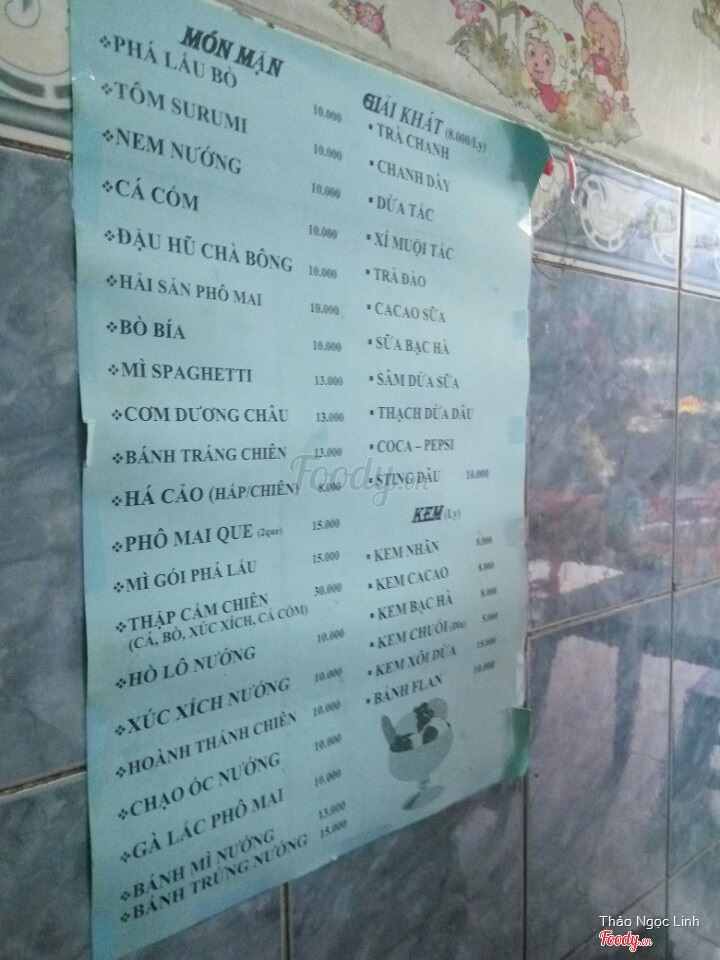 MÓN MẶN
❖PHÁ LẤU BÒ 10.000
❖TÔM SURUMI 10.000
❖NEM NƯỚNG 10.000
❖CÁ CỐM 10.000
❖ĐẬU HŨ CHÀ BÔNG 10.000
❖HẢI SẢN PHÔ MAI 10.000
❖BÒ BÍA 10.000
❖MÌ SPAGHETTI 13.000
❖CƠM DƯƠNG CHÂU 13.000
❖BÁNH TRÁNG CHIÊN 13.000
❖HÁ CẢO (HẤP/CHIÊN) 8.000
❖PHÔ MAI QUE (2que) 15.000
❖MÌ GÓI PHÁ LẤU 15.000
❖THẬP CẨM CHIÊN 30.000
(CÁ, BÒ, XÚC XÍCH, CÁ CỐM)
❖HỒ LÔ NƯỚNG 10.000
❖XÚC XÍCH NƯỚNG 10.000
❖HOÀNH THÁNH CHIÊN 10.000
❖CHẠO ỐC NƯỚNG 10.000
❖GÀ LẮC PHÔ MAI 10.000
❖BÁNH MÌ NƯỚNG 13.000
❖BÁNH TRỨNG NƯỚNG 15.000
GIẢI KHÁT (8.000/Ly)
▪ TRÀ CHANH
▪ CHANH DÂY
▪ DỪA TẮC
▪ XÍ MUỘI TẮC
▪ TRÀ ĐÀO
▪ CACAO SỮA
▪ SỮA BẠC HÀ
▪ SÂM DỨA SỮA
▪ THẠCH DỪA DÂU
▪ COCA – PEPSI
▪ STING DÂU 10.000
KEM (Ly)
▪ KEM NHÃN 8.000
▪ KEM CACAO 8.000
▪ KEM BẠC HÀ 8.000
▪ KEM CHUỐI (Dĩa) 5.000
▪ KEM XÔI DỪA 15.000
▪ BÁNH FLAN 10.000
Foody.vn
Thảo Ngọc Linh
Foody.vn